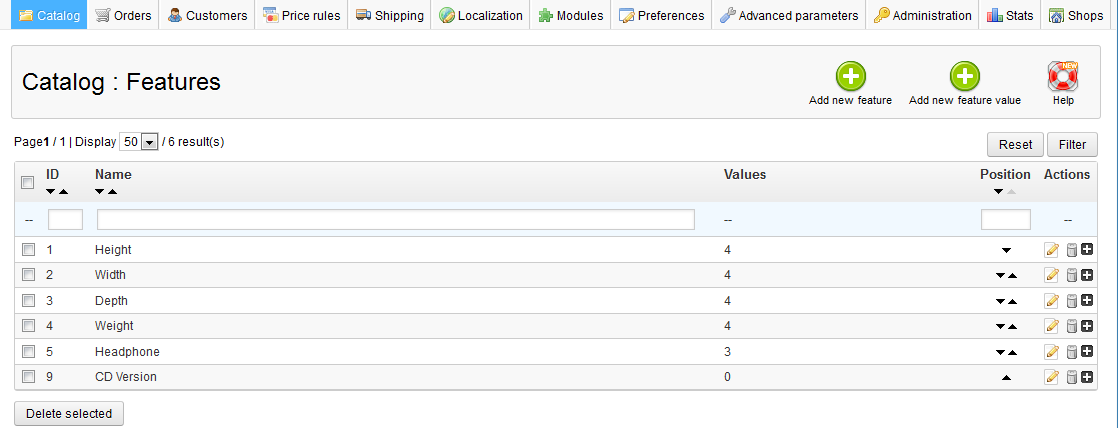 Catalog Orders Customers Price rules Shipping Localization Modules Preferences Advanced parameters Administration Stats Shops
Catalog : Features
Add new feature Add new feature value NEW Help
Page1 / 1 | Display 50 / 6 result(s)
Reset Filter
ID Name Values Position Actions
-- -- --
1 Height 4
2 Width 4
3 Depth 4
4 Weight 4
5 Headphone 3
9 CD Version 0
Delete selected